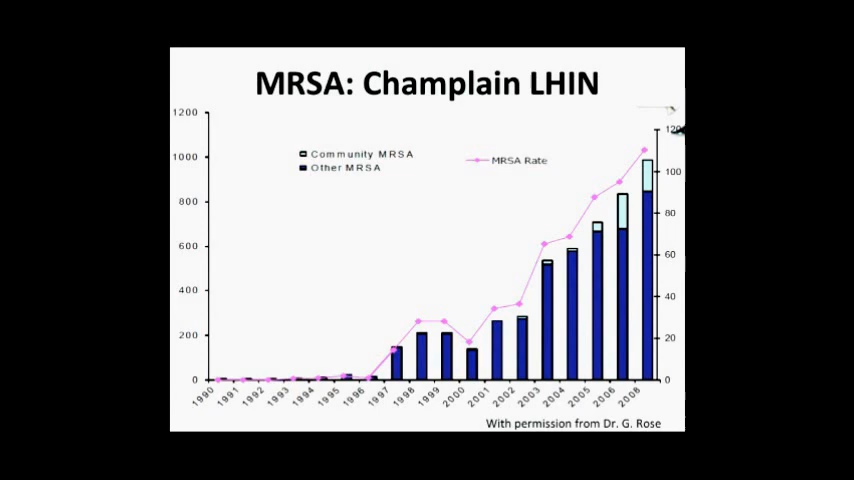 MRSA: Champlain LHIN
1200
1000
800
600
400
200
0
Community MRSA
Other MRSA
MRSA Rate
120
100
80
60
40
20
0
1990 1991 1992 1993 1994 1995 1996 1997 1998 1999 2000 2001 2002 2003 2004 2005 2006 2008
With permission from Dr. G. Rose